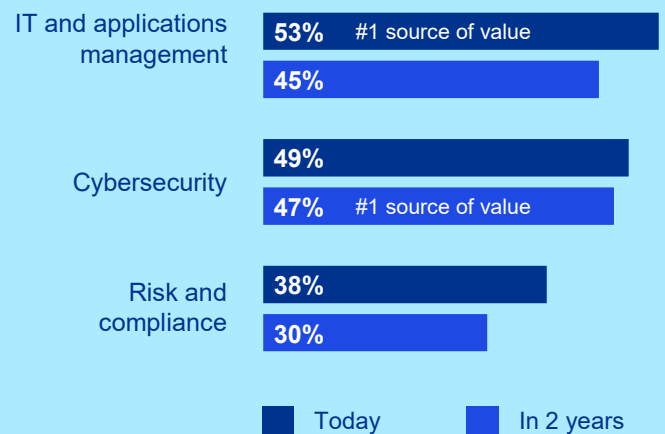 IT and applications
management
53% #1 source of value
45%
Cybersecurity
49%
47% #1 source of value
Risk and
compliance
38%
30%
Today
In 2 years